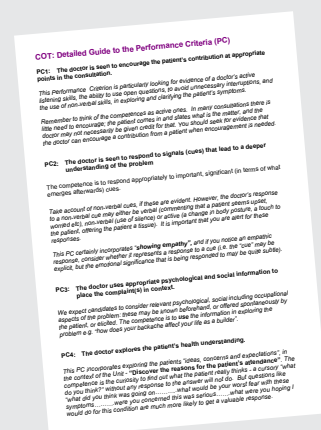 COT: Detailed Guide to the Performance Criteria (PC)
PC1: The doctor is seen to encourage the patient's contribution at appropriate
points in the consultation.
This Performance Criterion is particularly looking for evidence of a doctor's active
listening skills, the ability to use open questions, to avoid unnecessary interruptions, and
the use of non-verbal skills, in exploring and clarifying the patient's symptoms.
Remember to think of the competences as active ones. In many consultations there is
little need to encourage; the patient comes in and states what is the matter, and the
doctor may not necessarily be given credit for that. You should seek for evidence that
the doctor can encourage a contribution from a patient when encouragement is needed.
PC2: The doctor is seen to respond to signals (cues) that lead to a deeper
understanding of the problem
The competence is to respond appropriately to important, significant (in terms of what
emerges afterwards) cues.
Take account of non-verbal cues, if these are evident. However, the doctor's response
to a non-verbal cue may either be verbal (commenting that a patient seems upset,
worried etc), non-verbal (use of silence) or active (a change in body posture, a touch to
the patient, offering the patient a tissue). It is important that you are alert for these
responses.
This PC certainly incorporates "showing empathy", and if you notice an empathic
response, consider whether it represents a response to a cue (i.e. the "cue" may be
explicit, but the emotional significance that is being responded to may be quite subtle).
PC3: The doctor uses appropriate psychological and social information to
place the complaint(s) in context.
We expect candidates to consider relevant psychological, social including occupational
aspects of the problem: these may be known beforehand, or offered spontaneously by
the patient, or elicited. The competence is to use the information in exploring the
problem e.g. "how does your backache affect your life as a builder".
PC4: The doctor explores the patient's health understanding.
This PC incorporates exploring the patients "ideas, concerns and expectations", in
the context of the Unit - "Discover the reasons for the patient's attendance". The
competence is the curiosity to find out what the patient really thinks - a cursory "what
do you think?" without any response to the answer will not do. But questions like
"what did you think was going on……….what would be your worst fear with these
symptoms………were you concerned this was serious……what were you hoping I
would do for this condition are much more likely to get a valuable response.